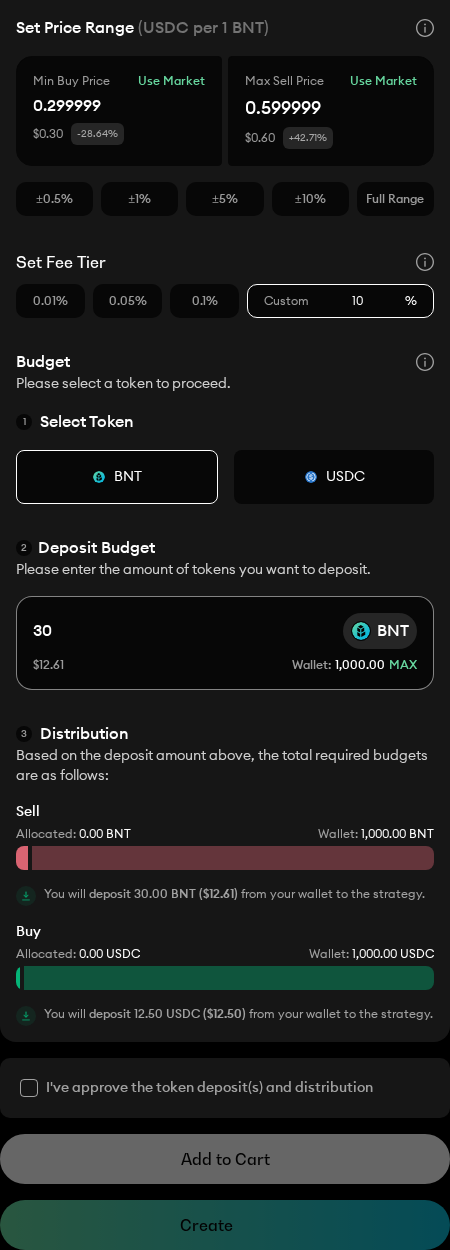 Set Price Range (USDC per 1 BNT)
Min Buy Price Use Market
0.299999
$0.30 -28.64%
Max Sell Price Use Market
0.599999
$0.60 +42.71%
±0.5% ±1% ±5% ±10% Full Range
Set Fee Tier
0.01% 0.05% 0.1% Custom 10 %
Budget
Please select a token to proceed.
1 Select Token
BNT USDC
2 Deposit Budget
Please enter the amount of tokens you want to deposit.
30 BNT
$12.61 Wallet: 1,000.00 MAX
3 Distribution
Based on the deposit amount above, the total required budgets
are as follows:
Sell
Allocated: 0.00 BNT Wallet: 1,000.00 BNT
You will deposit 30.00 BNT ($12.61) from your wallet to the strategy.
Buy
Allocated: 0.00 USDC Wallet: 1,000.00 USDC
You will deposit 12.50 USDC ($12.50) from your wallet to the strategy.
I've approve the token deposit(s) and distribution
Add to Cart
Create